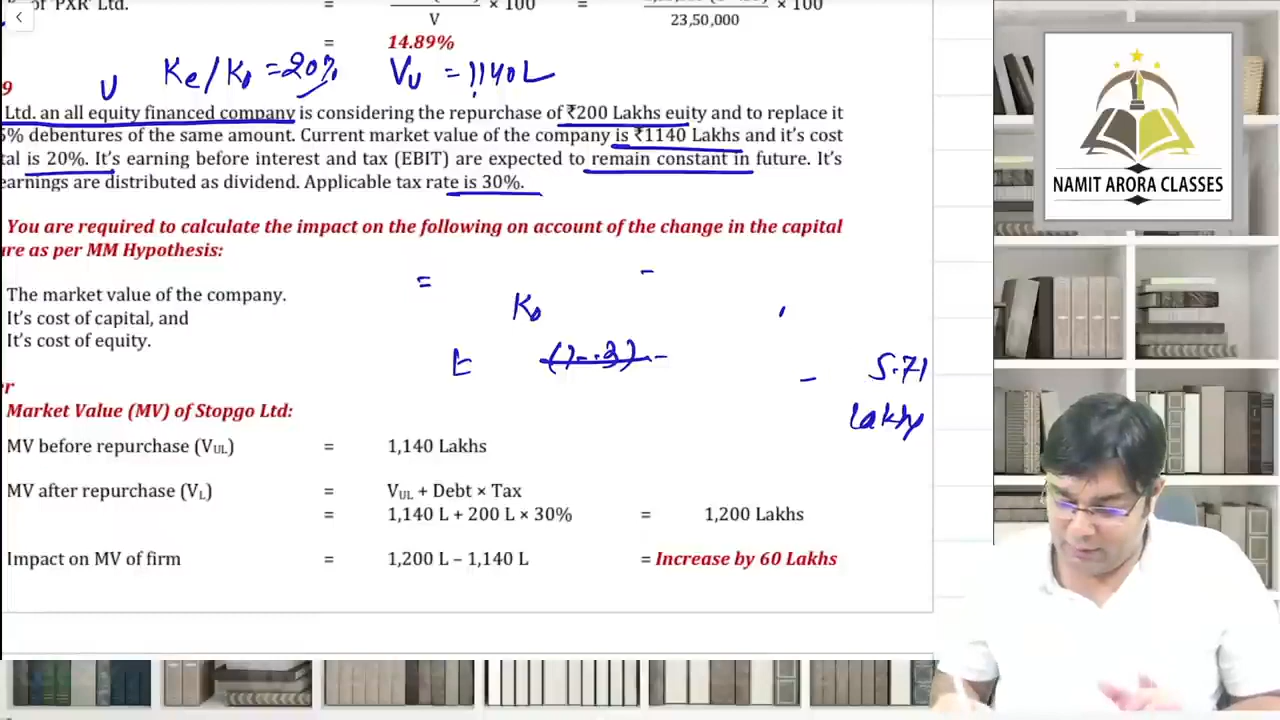 of 'PXR' Ltd. = V × 100 = 23,50,000 × 100
= 14.89%
U Ke/K0 = 20% VU = 1140L
9
Ltd. an all equity financed company is considering the repurchase of ₹200 Lakhs euity and to replace it
5% debentures of the same amount. Current market value of the company is ₹1140 Lakhs and it's cost
tal is 20%. It's earning before interest and tax (EBIT) are expected to remain constant in future. It's
earnings are distributed as dividend. Applicable tax rate is 30%.
You are required to calculate the impact on the following on account of the change in the capital
re as per MM Hypothesis:
= -
The market value of the company.
K0
It's cost of capital, and
It's cost of equity.
5.71
lakhs
er
Market Value (MV) of Stopgo Ltd:
MV before repurchase (VUL) = 1,140 Lakhs
MV after repurchase (VL) = VUL + Debt × Tax
= 1,140 L + 200 L × 30% = 1,200 Lakhs
Impact on MV of firm = 1,200 L – 1,140 L = Increase by 60 Lakhs
NAMIT ARORA CLASSES